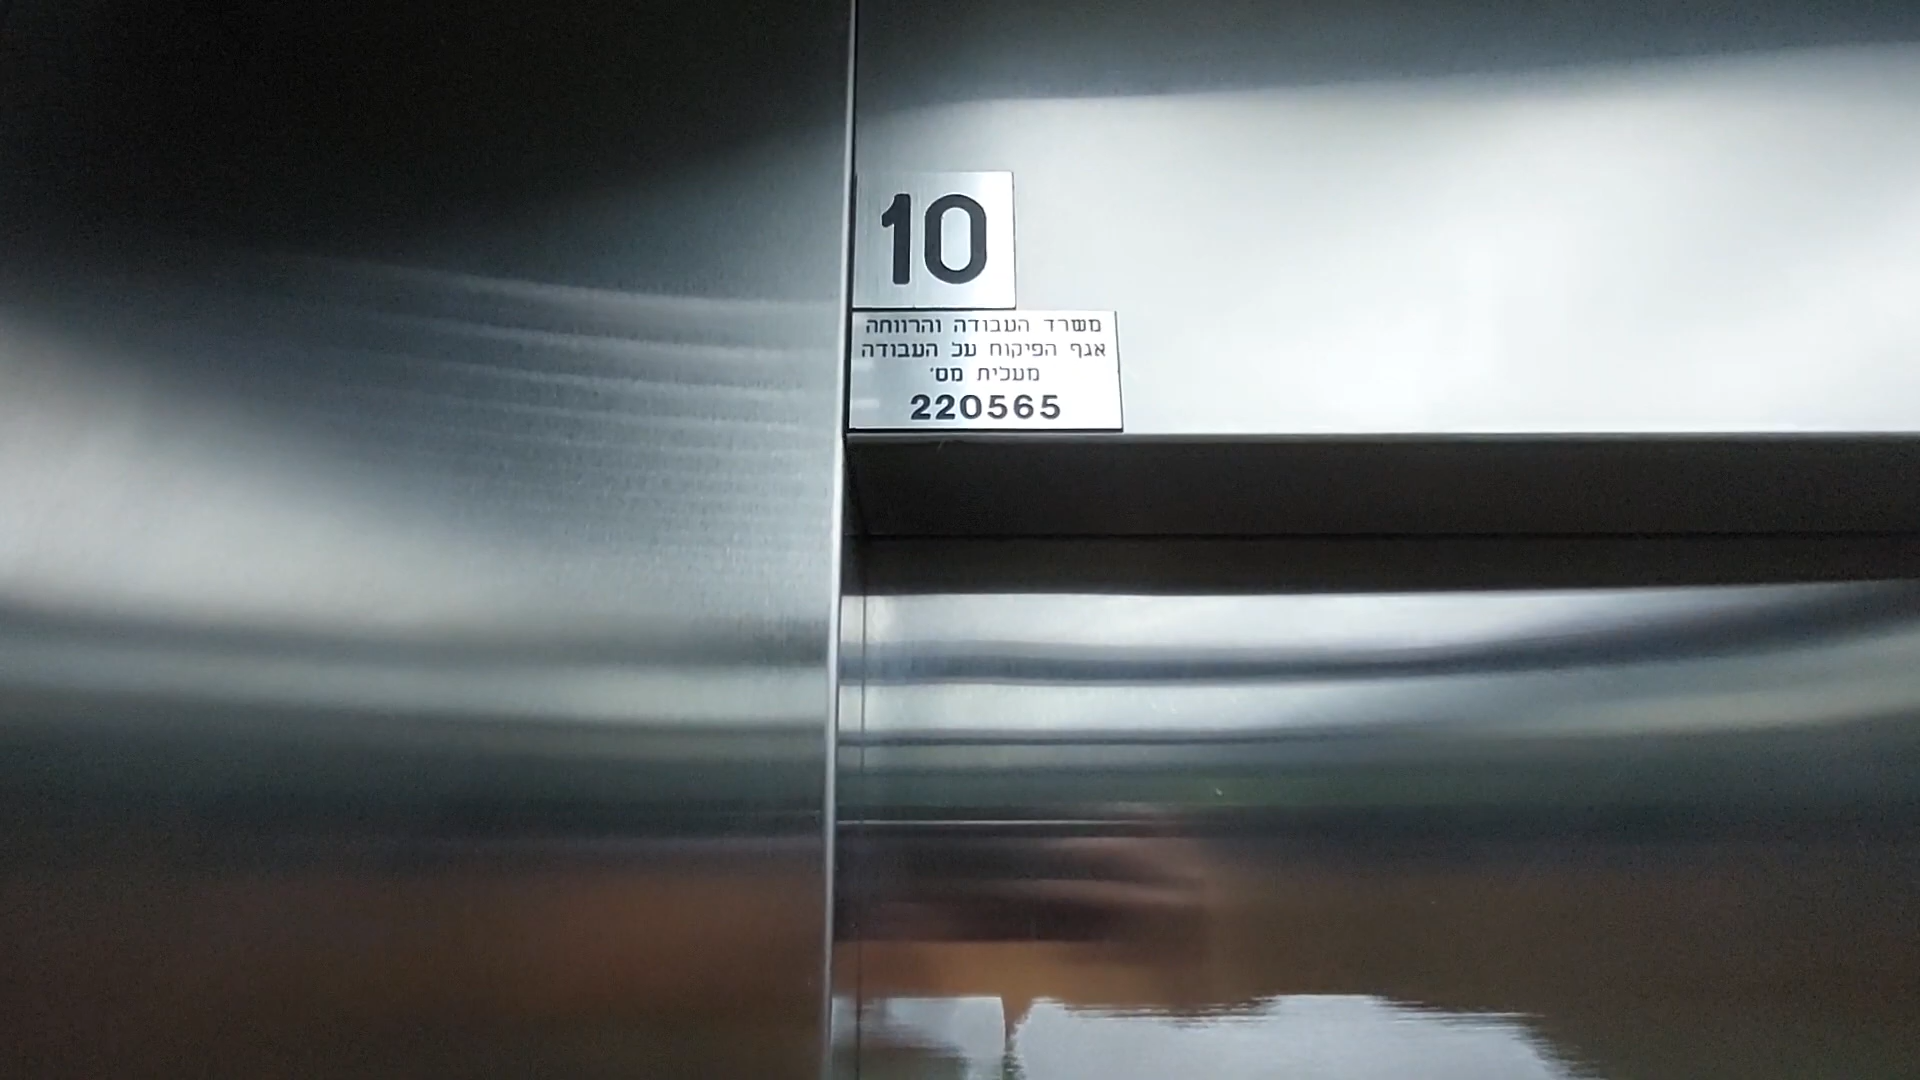 10
משרד העבודה והרווחה
אגף הפיקוח על העבודה
מעלית מס'
220565